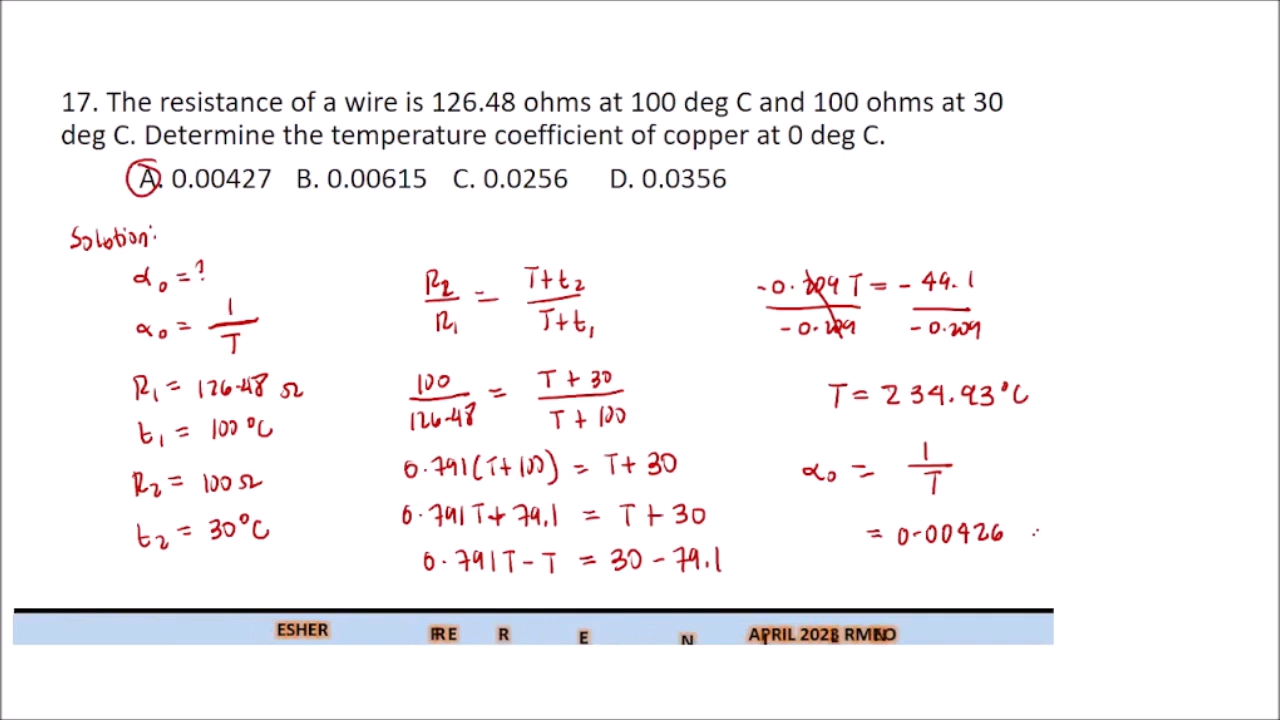 17. The resistance of a wire is 126.48 ohms at 100 deg C and 100 ohms at 30
deg C. Determine the temperature coefficient of copper at 0 deg C.
A. 0.00427 B. 0.00615 C. 0.0256 D. 0.0356
Solution:
α₀ = ?
α₀ = 1/T
R₁ = 126.48 Ω
t₁ = 100 °C
R₂ = 100 Ω
t₂ = 30 °C
R₂/R₁ = (T+t₂)/(T+t₁)
100/126.48 = (T + 30)/(T + 100)
0.791(T+100) = T+30
0.791T + 79.1 = T + 30
0.791T - T = 30 - 79.1
-0.209T/-0.209 = -49.1/-0.209
T = 234.93°C
α₀ = 1/T
= 0.00426
ESHER
R
E
N